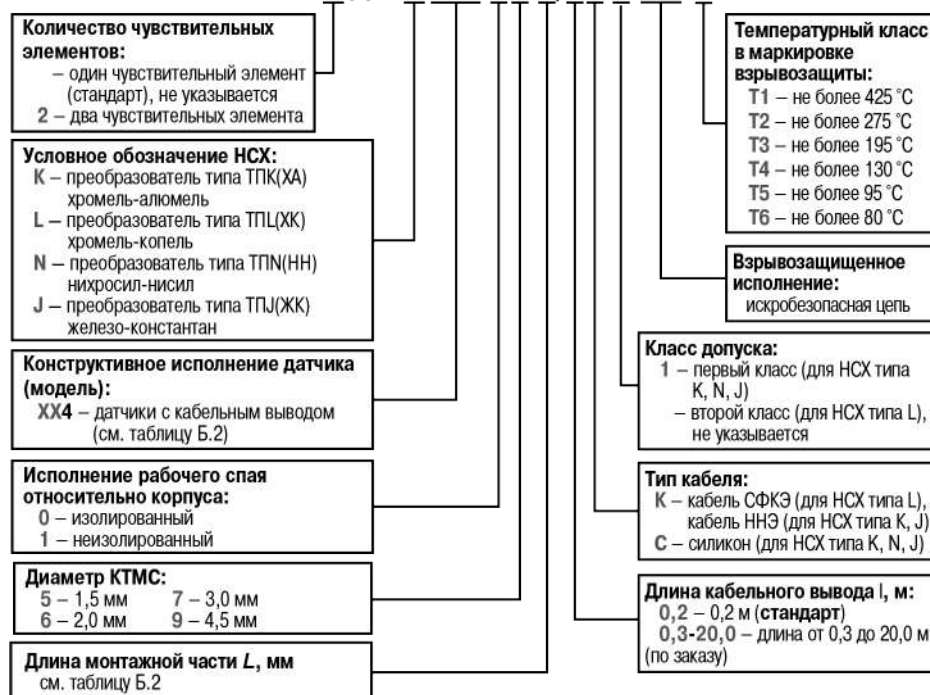 Количество чувствительных
элементов:
– один чувствительный элемент
(стандарт), не указывается
2 – два чувствительных элемента
Условное обозначение НСХ:
K – преобразователь типа ТПК(ХА)
хромель-алюмель
L – преобразователь типа ТПL(ХК)
хромель-копель
N – преобразователь типа ТПN(НН)
нихросил-нисил
J – преобразователь типа ТПJ(ЖК)
железо-константан
Конструктивное исполнение датчика
(модель):
XX4 – датчики с кабельным выводом
(см. таблицу Б.2)
Исполнение рабочего спая
относительно корпуса:
0 – изолированный
1 – неизолированный
Диаметр КТМС:
5 – 1,5 мм 7 – 3,0 мм
6 – 2,0 мм 9 – 4,5 мм
Длина монтажной части L, мм
см. таблицу Б.2
Температурный класс
в маркировке
взрывозащиты:
T1 – не более 425 °С
T2 – не более 275 °С
T3 – не более 195 °С
T4 – не более 130 °С
T5 – не более 95 °С
T6 – не более 80 °С
Взрывозащищенное
исполнение:
искробезопасная цепь
Класс допуска:
1 – первый класс (для НСХ типа
K, N, J)
– второй класс (для НСХ типа L),
не указывается
Тип кабеля:
К – кабель СФКЭ (для НСХ типа L),
кабель ННЭ (для НСХ типа K, J)
С – силикон (для НСХ типа K, N, J)
Длина кабельного вывода l, м:
0,2 – 0,2 м (стандарт)
0,3-20,0 – длина от 0,3 до 20,0 м
(по заказу)